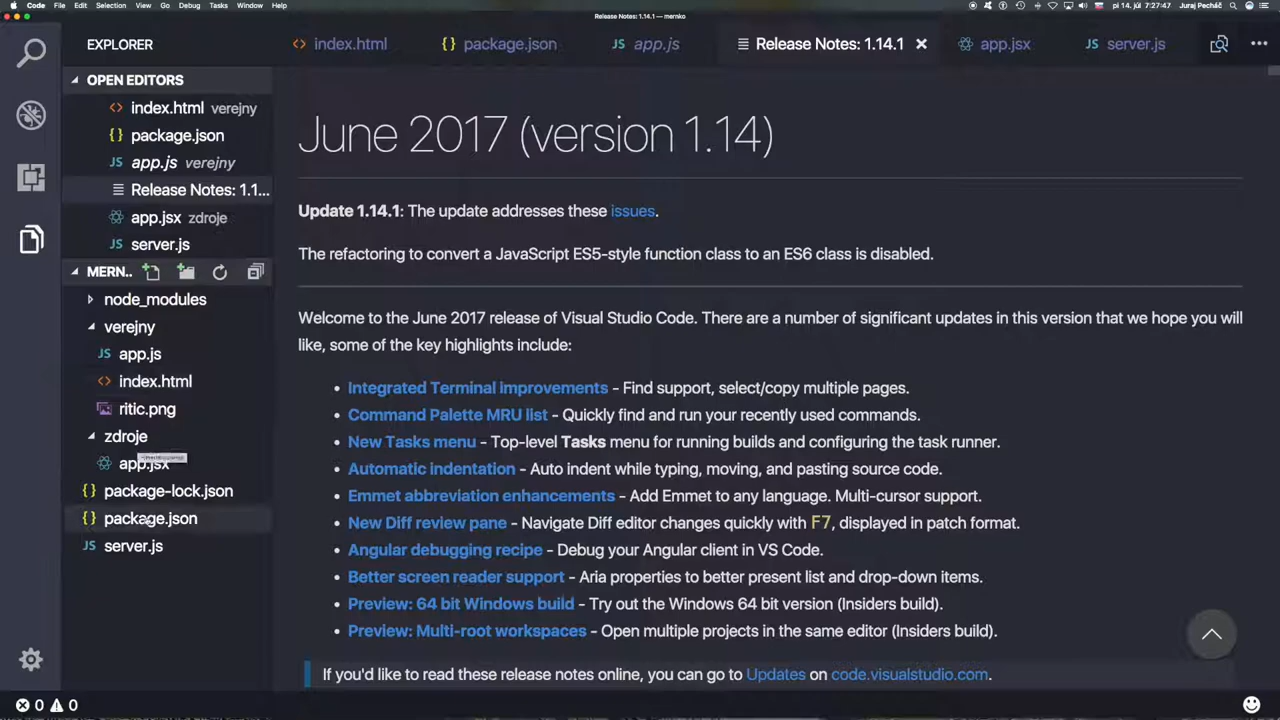 Code File Edit Selection View Go Debug Tasks Window Help pi 14. júl 7:27:47 Juraj Pecháč
Release Notes: 1.14.1 — mernko
EXPLORER
index.html
package.json
app.js
Release Notes: 1.14.1
app.jsx
server.js
OPEN EDITORS
index.html verejny
package.json
app.js verejny
Release Notes: 1.1...
app.jsx zdroje
server.js
MERN..
node_modules
verejny
app.js
index.html
ritic.png
zdroje
app.jsx
package-lock.json
package.json
server.js
June 2017 (version 1.14)
Update 1.14.1: The update addresses these issues.
The refactoring to convert a JavaScript ES5-style function class to an ES6 class is disabled.
Welcome to the June 2017 release of Visual Studio Code. There are a number of significant updates in this version that we hope you will
like, some of the key highlights include:
• Integrated Terminal improvements - Find support, select/copy multiple pages.
• Command Palette MRU list - Quickly find and run your recently used commands.
• New Tasks menu - Top-level Tasks menu for running builds and configuring the task runner.
• Automatic indentation - Auto indent while typing, moving, and pasting source code.
• Emmet abbreviation enhancements - Add Emmet to any language. Multi-cursor support.
• New Diff review pane - Navigate Diff editor changes quickly with F7, displayed in patch format.
• Angular debugging recipe - Debug your Angular client in VS Code.
• Better screen reader support - Aria properties to better present list and drop-down items.
• Preview: 64 bit Windows build - Try out the Windows 64 bit version (Insiders build).
• Preview: Multi-root workspaces - Open multiple projects in the same editor (Insiders build).
If you'd like to read these release notes online, you can go to Updates on code.visualstudio.com.
0 0